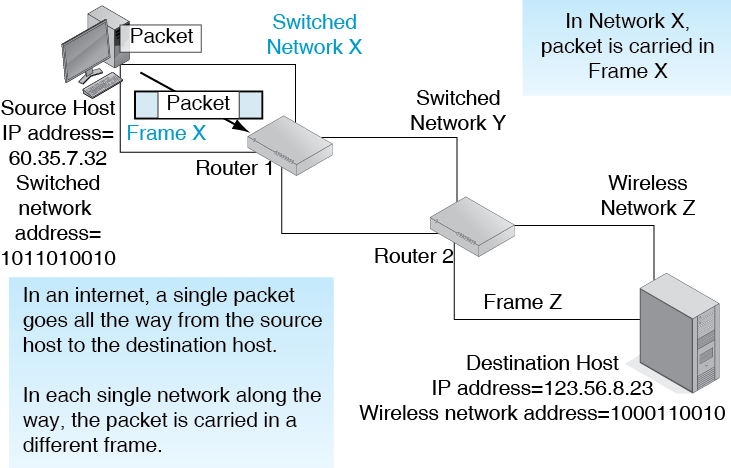 Packet
Switched
Network X
In Network X,
packet is carried in
Frame X
Packet
Frame X
Source Host
IP address=
60.35.7.32
Switched
network
address=
1011010010
Router 1
Switched
Network Y
Router 2
Wireless
Network Z
Frame Z
In an internet, a single packet
goes all the way from the source
host to the destination host.
In each single network along the
way, the packet is carried in a
different frame.
Destination Host
IP address=123.56.8.23
Wireless network address=1000110010